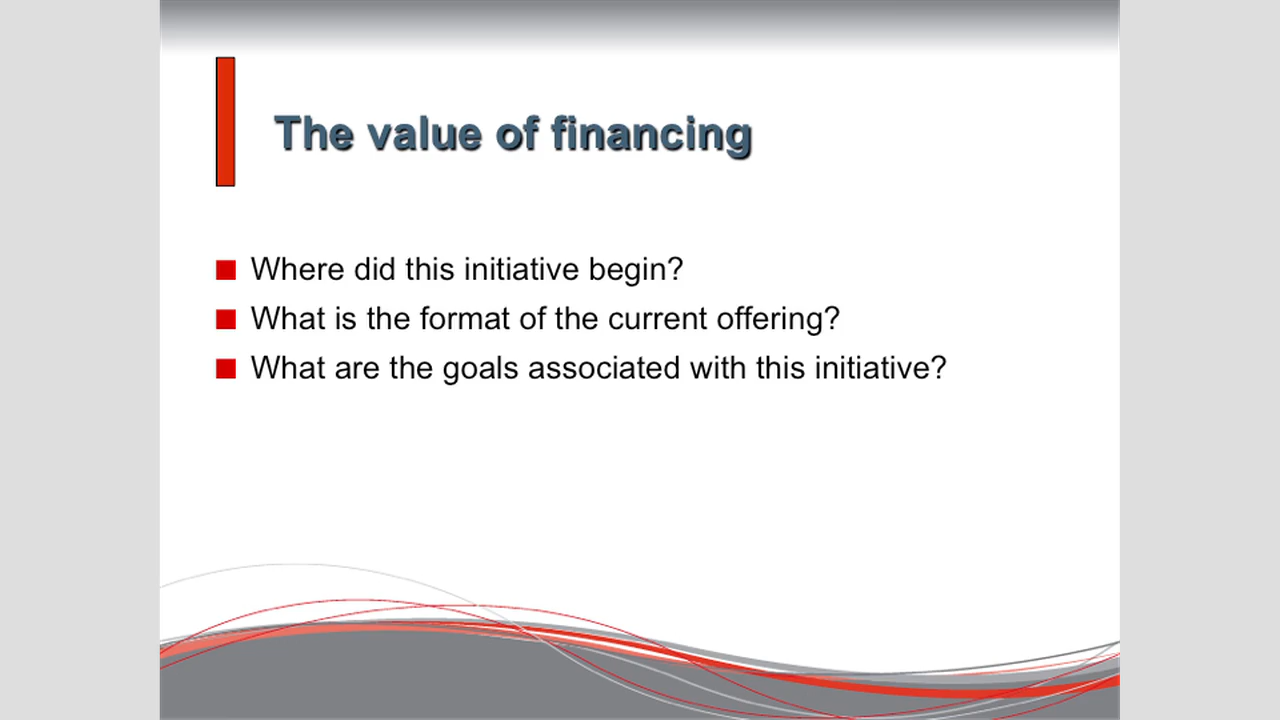 The value of financing
Where did this initiative begin?
What is the format of the current offering?
What are the goals associated with this initiative?